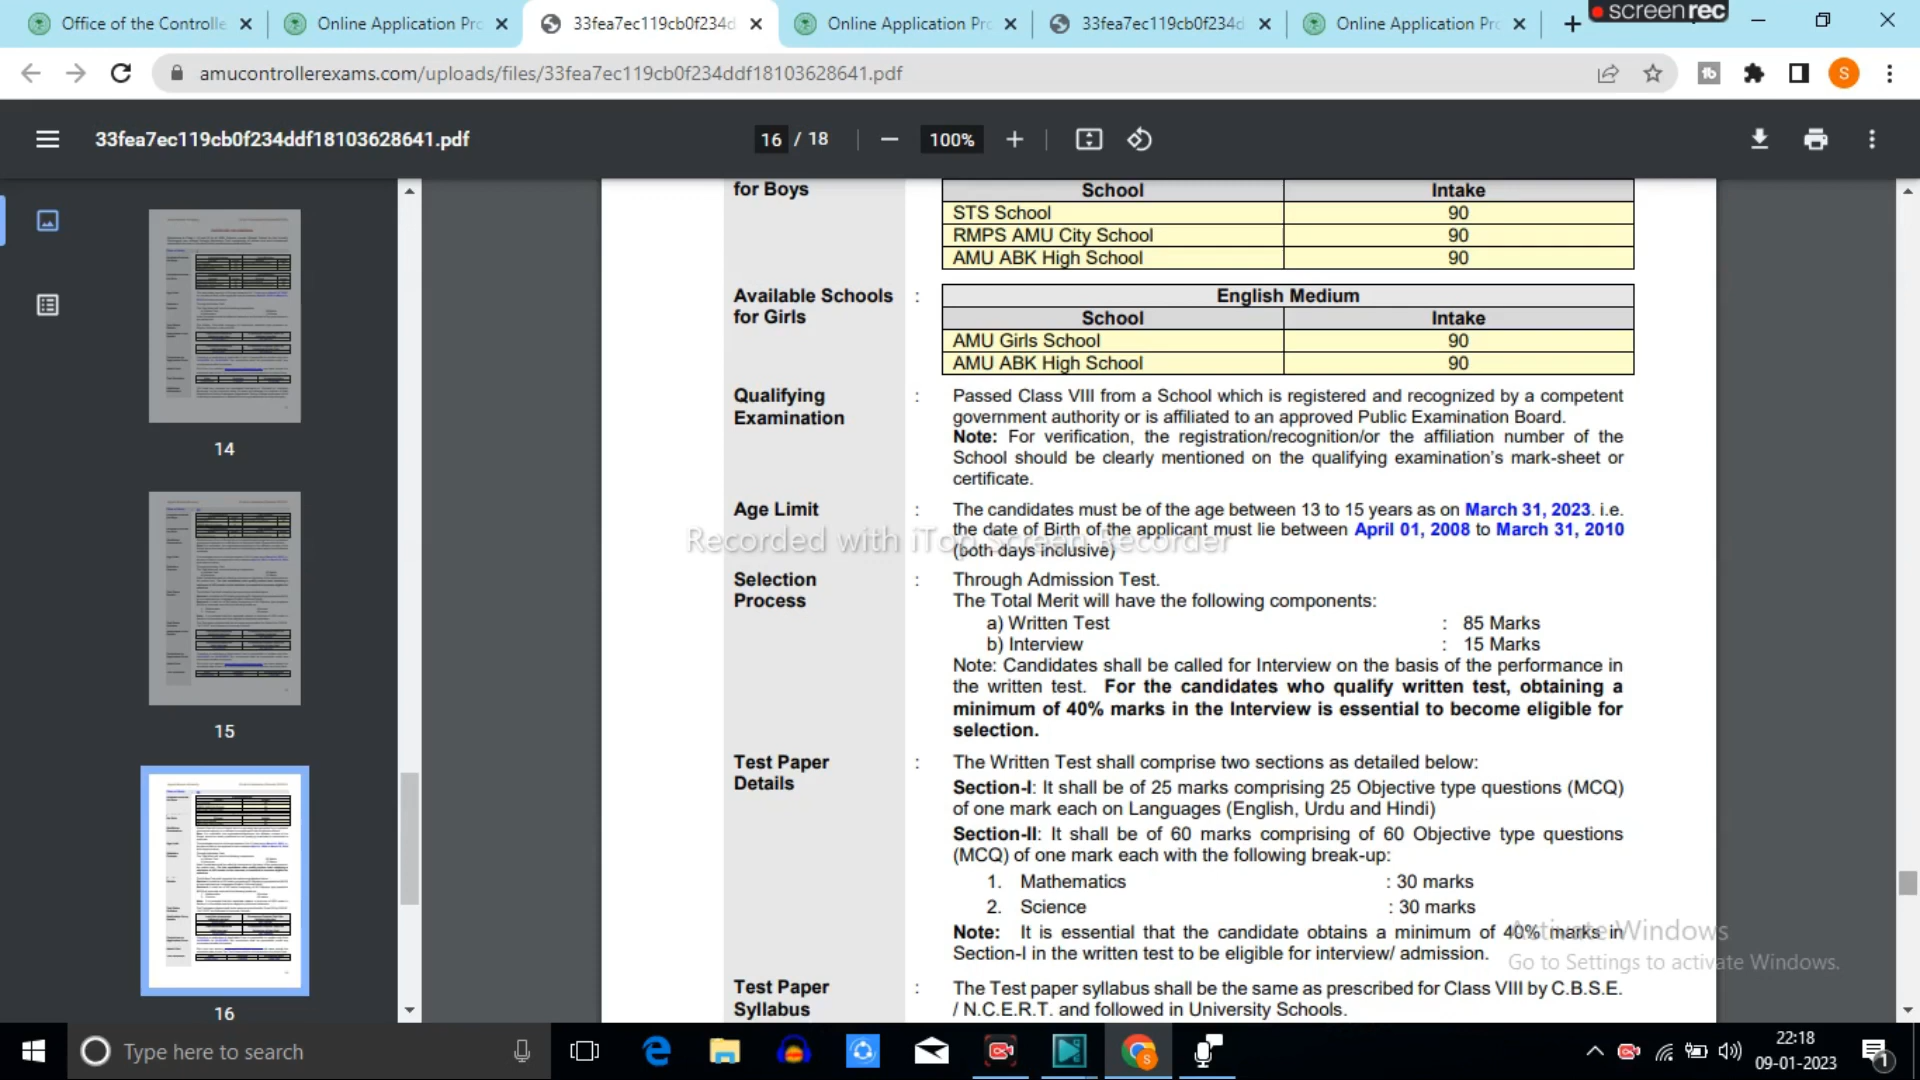 Office of the Controlle
Online Application Pro
33fea7ec119cb0f234d
Online Application Pro
33fea7ec119cb0f234d
Online Application Pro
screenrec
amucontrollerexams.com/uploads/files/33fea7ec119cb0f234ddf18103628641.pdf
S
33fea7ec119cb0f234ddf18103628641.pdf
16 / 18
100%
14
15
16
for Boys
School Intake
STS School 90
RMPS AMU City School 90
AMU ABK High School 90
Available Schools : English Medium
for Girls School Intake
AMU Girls School 90
AMU ABK High School 90
Qualifying : Passed Class VIII from a School which is registered and recognized by a competent
Examination government authority or is affiliated to an approved Public Examination Board.
Note: For verification, the registration/recognition/or the affiliation number of the
School should be clearly mentioned on the qualifying examination's mark-sheet or
certificate.
Age Limit : The candidates must be of the age between 13 to 15 years as on March 31, 2023. i.e.
the date of Birth of the applicant must lie between April 01, 2008 to March 31, 2010
Recorded with iTop Screen Recorder
(both days inclusive)
Selection : Through Admission Test.
Process The Total Merit will have the following components:
a) Written Test : 85 Marks
b) Interview : 15 Marks
Note: Candidates shall be called for Interview on the basis of the performance in
the written test. For the candidates who qualify written test, obtaining a
minimum of 40% marks in the Interview is essential to become eligible for
selection.
Test Paper : The Written Test shall comprise two sections as detailed below:
Details Section-I: It shall be of 25 marks comprising 25 Objective type questions (MCQ)
of one mark each on Languages (English, Urdu and Hindi)
Section-II: It shall be of 60 marks comprising of 60 Objective type questions
(MCQ) of one mark each with the following break-up:
1. Mathematics : 30 marks
2. Science : 30 marks
Note: It is essential that the candidate obtains a minimum of 40% marks in
Section-I in the written test to be eligible for interview/ admission.
Activate Windows
Go to Settings to activate Windows.
Test Paper : The Test paper syllabus shall be the same as prescribed for Class VIII by C.B.S.E.
Syllabus / N.C.E.R.T. and followed in University Schools.
Type here to search
22:18
09-01-2023
1